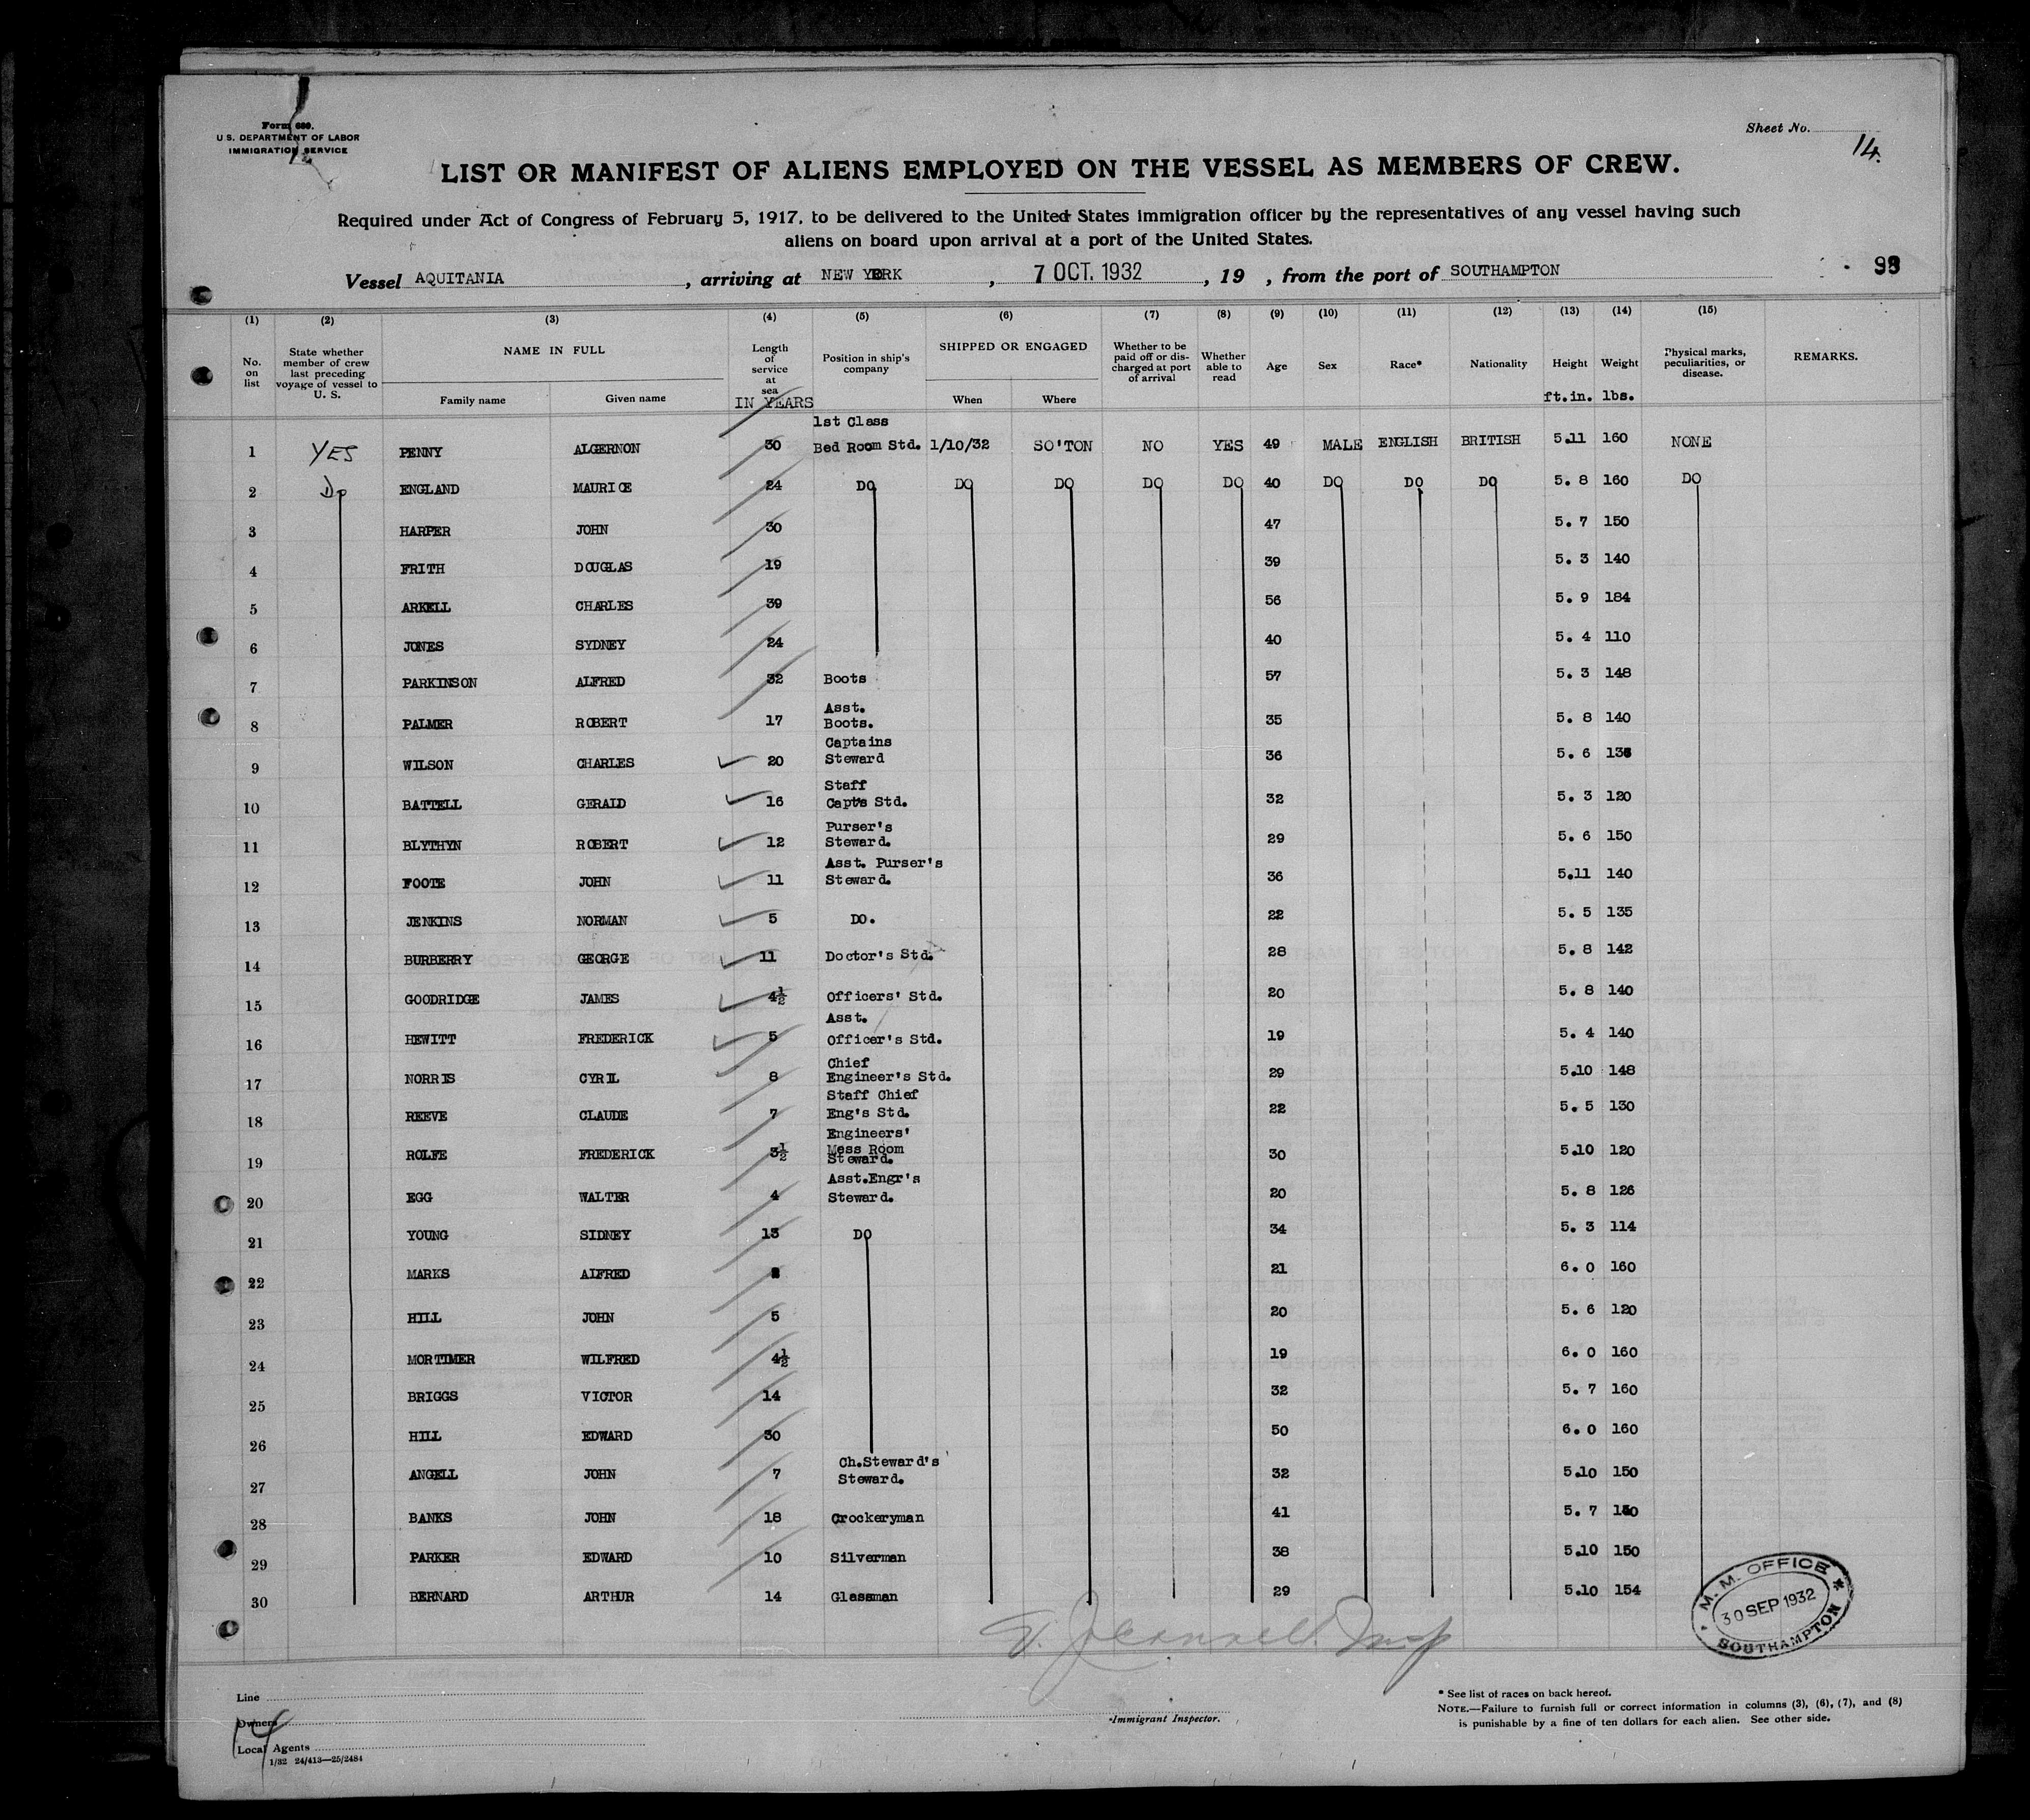 Form 689.
U. S. DEPARTMENT OF LABOR
IMMIGRATION SERVICE
Sheet No. 14.
LIST OR MANIFEST OF ALIENS EMPLOYED ON THE VESSEL AS MEMBERS OF CREW.
Required under Act of Congress of February 5, 1917, to be delivered to the United States immigration officer by the representatives of any vessel having such
aliens on board upon arrival at a port of the United States.
Vessel AQUITANIA, arriving at NEW YORK, 7 OCT. 1932, 19 , from the port of SOUTHAMPTON
(1) (2) (3) (4) (5) (6) (7) (8) (9) (10) (11) (12) (13) (14) (15)
No. on list
State whether member of crew last preceding voyage of vessel to U. S.
NAME IN FULL
Family name Given name
Length of service at sea IN YEARS
Position in ship's company
SHIPPED OR ENGAGED
When Where
Whether to be paid off or discharged at port of arrival
Whether able to read
Age Sex Race* Nationality
Height ft.in. Weight lbs.
Physical marks, peculiarities, or disease.
REMARKS.
1 YES PENNY ALGERNON 30 1st Class Bed Room Std. 1/10/32 SO'TON NO YES 49 MALE ENGLISH BRITISH 5.11 160 NONE
2 Do ENGLAND MAURICE 24 DO DO DO DO DO 40 DO DO DO 5. 8 160 DO
3 HARPER JOHN 30 47 5. 7 150
4 FRITH DOUGLAS 19 39 5. 3 140
5 ARKELL CHARLES 39 56 5. 9 184
6 JONES SYDNEY 24 40 5. 4 110
7 PARKINSON ALFRED 32 Boots 57 5. 3 148
8 PALMER ROBERT 17 Asst. Boots. 35 5. 8 140
9 WILSON CHARLES 20 Captains Steward 36 5. 6
10 BATTELL GERALD 16 Staff Capt's Std. 32 5. 3 120
11 BLYTHYN ROBERT 12 Purser's Steward. 29 5. 6 150
12 FOOTE JOHN 11 Asst. Purser's Steward. 36 5.11 140
13 JENKINS NORMAN 5 DO. 22 5. 5 135
14 BURBERRY GEORGE 11 Doctor's Std. 28 5. 8 142
15 GOODRIDGE JAMES 4½ Officers' Std. 20 5. 8 140
16 HEWITT FREDERICK 5 Asst. Officer's Std. 19 5. 4 140
17 NORRIS CYRIL 8 Chief Engineer's Std. 29 5.10 148
18 REEVE CLAUDE 7 Staff Chief Eng's Std. 22 5. 5 130
19 ROLFE FREDERICK 3½ Engineers' Mess Room Steward. 30 5.10 120
20 EGG WALTER 4 Asst.Engr's Steward. 20 5. 8 126
21 YOUNG SIDNEY 13 DO 34 5. 3 114
22 MARKS ALFRED 21 6. 0 160
23 HILL JOHN 5 20 5. 6 120
24 MORTIMER WILFRED 4½ 19 6. 0 160
25 BRIGGS VICTOR 14 32 5. 7 160
26 HILL EDWARD 30 50 6. 0 160
27 ANGELL JOHN 7 Ch.Steward's Steward. 32 5.10 150
28 BANKS JOHN 18 Crockeryman 41 5. 7
29 PARKER EDWARD 10 Silverman 38 5.10 150
30 BERNARD ARTHUR 14 Glassman 29 5.10 154
M. M. OFFICE
30 SEP 1932
SOUTHAMPTON
Line
Owners
Local Agents
14
1/32 24/413—25/2484
Immigrant Inspector.
* See list of races on back hereof.
NOTE.—Failure to furnish full or correct information in columns (3), (6), (7), and (8)
is punishable by a fine of ten dollars for each alien. See other side.